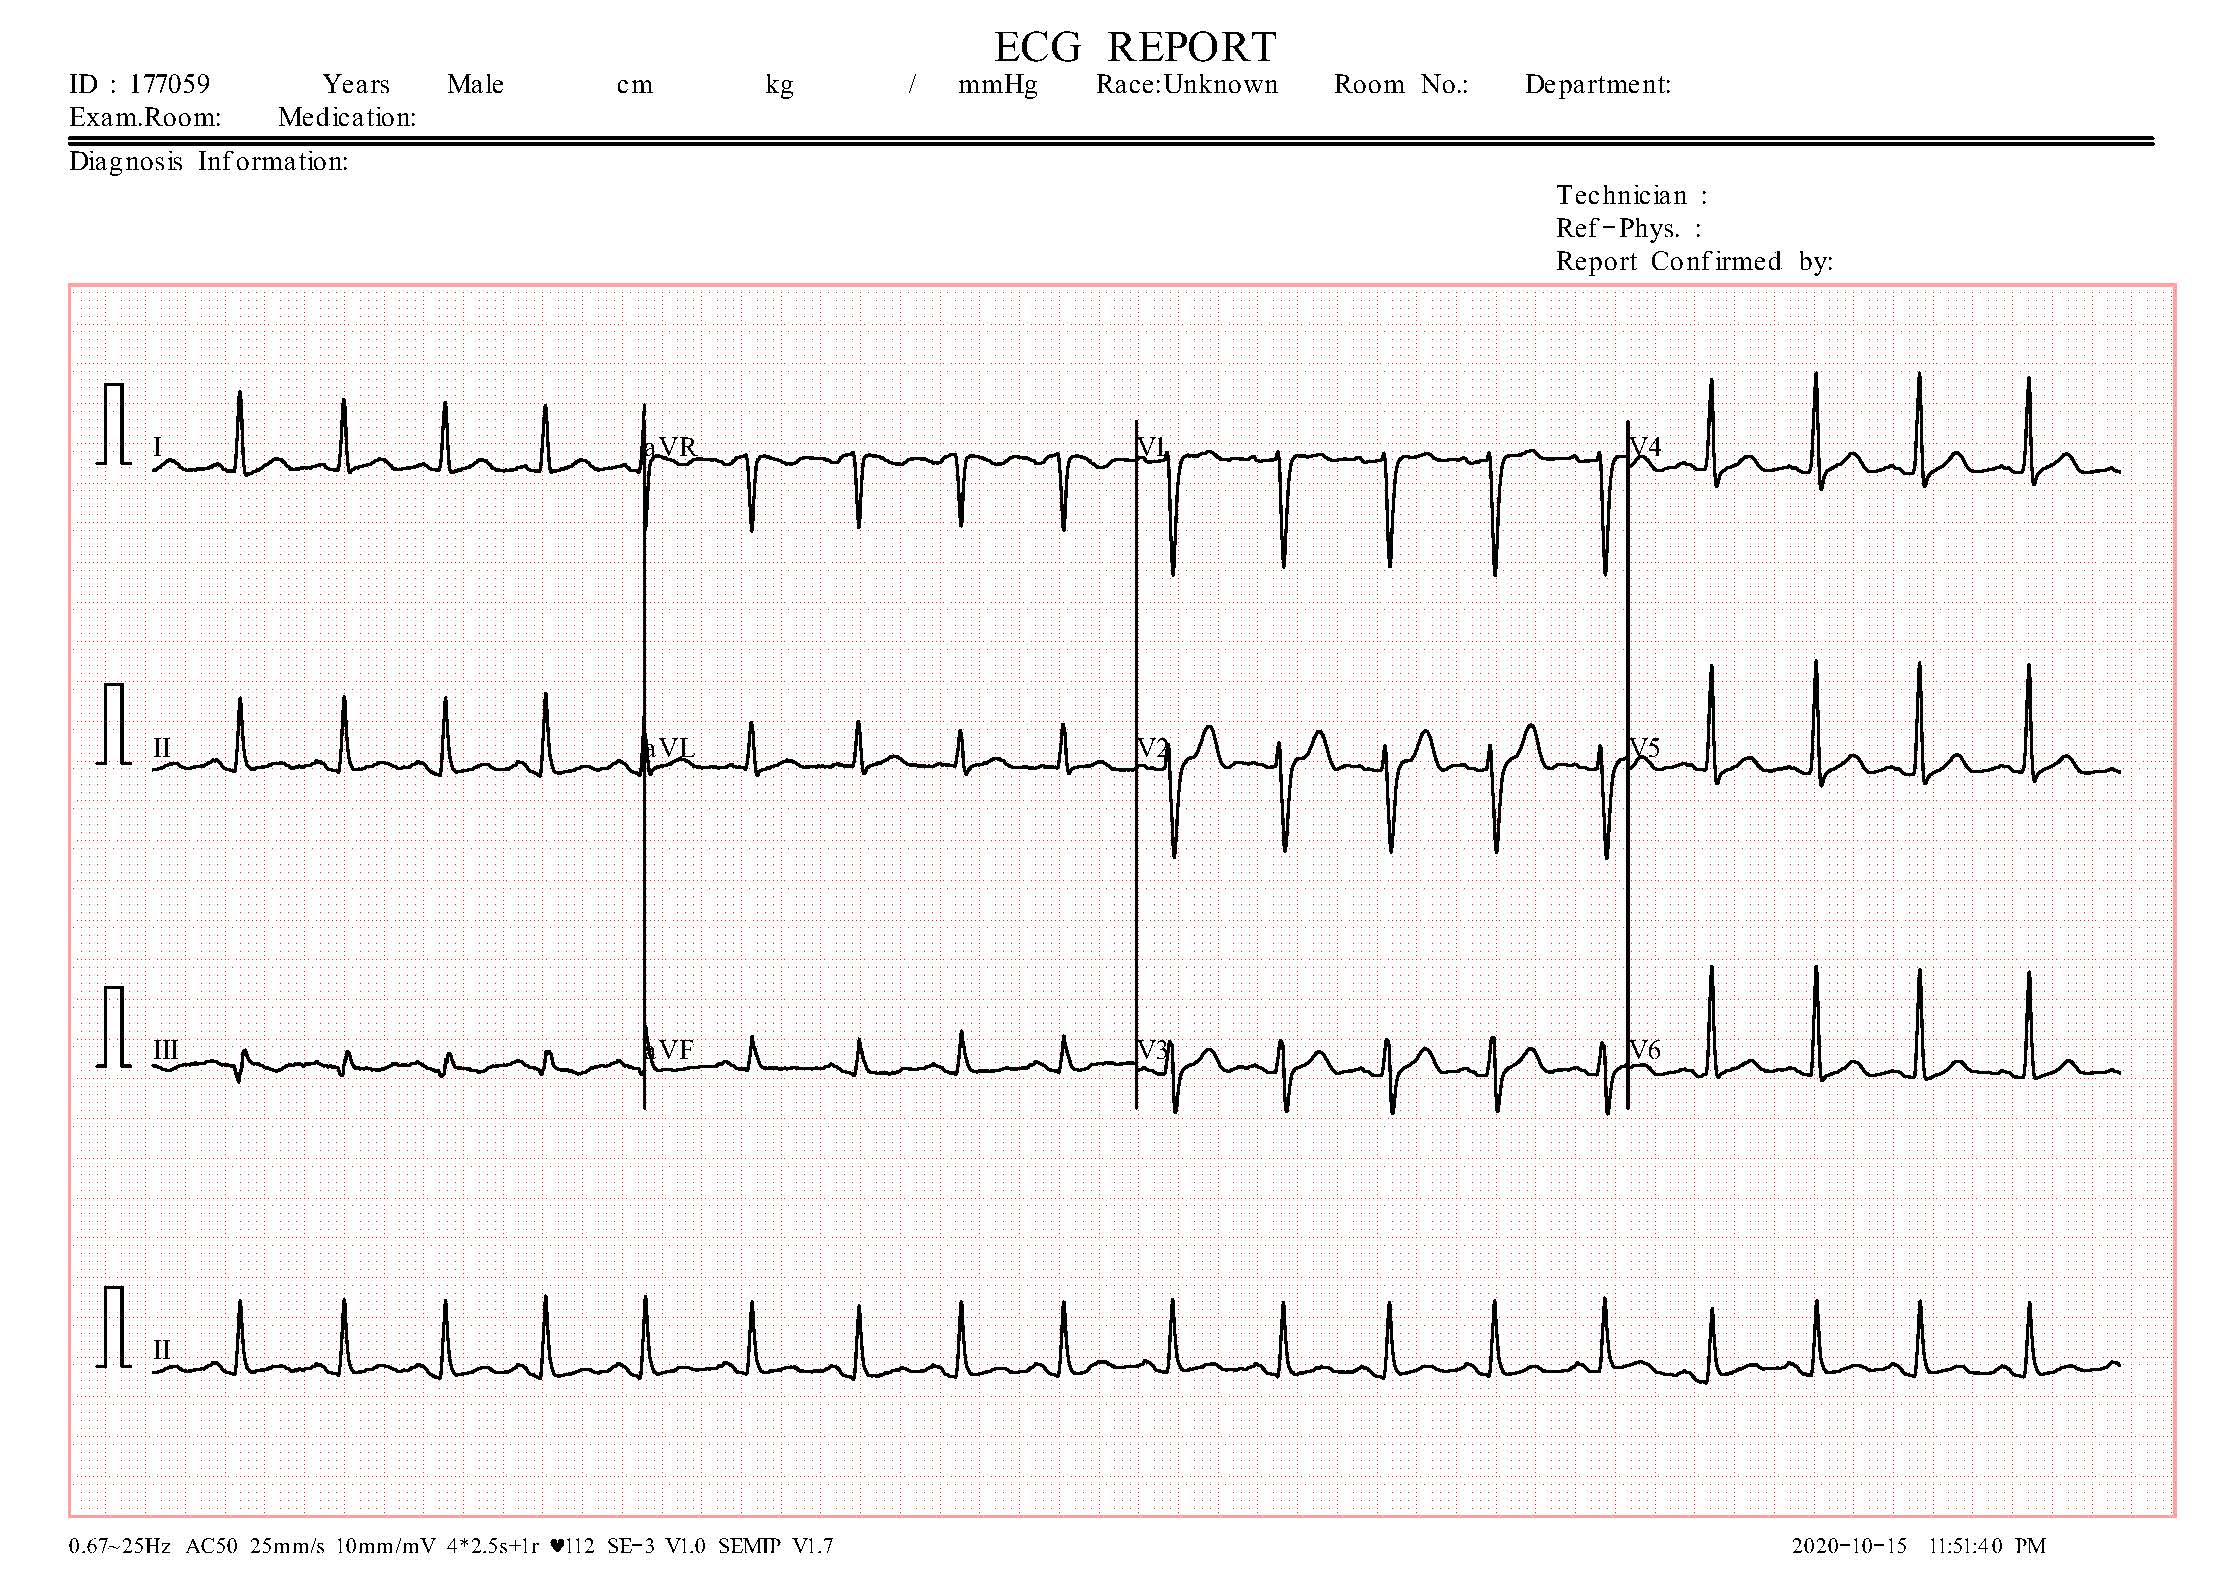 ECG REPORT
ID : 177059 Years Male cm kg / mmHg Race:Unknown Room No.: Department:
Exam.Room: Medication:
Diagnosis Information:
Technician :
Ref-Phys. :
Report Confirmed by:
I aVR V1 V4
II aVL V2 V5
III aVF V3 V6
II
0.67~25Hz AC50 25mm/s 10mm/mV 4*2.5s+1r ♥112 SE-3 V1.0 SEMIP V1.7 2020-10-15 11:51:40 PM